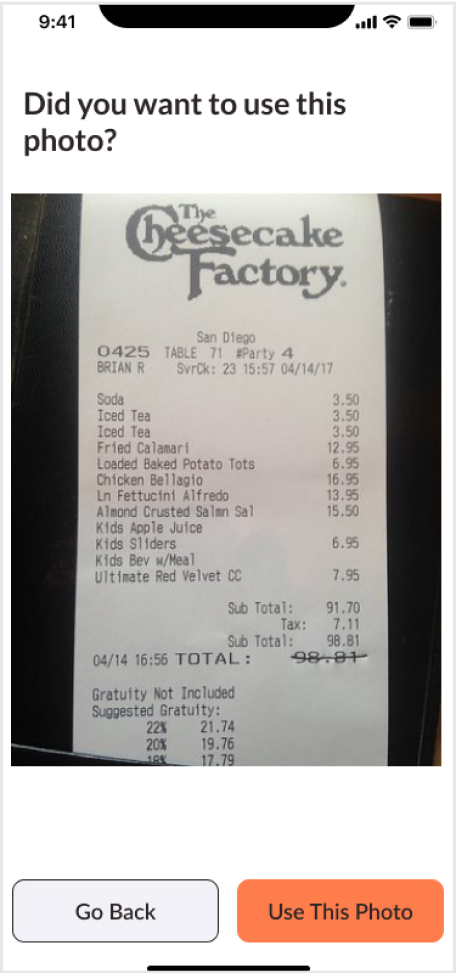 9:41
Did you want to use this
photo?
The
Cheesecake
Factory.
San Diego
0425 TABLE 71 #Party 4
BRIAN R SvrCk: 23 15:57 04/14/17
Soda 3.50
Iced Tea 3.50
Iced Tea 3.50
Fried Calamari 12.95
Loaded Baked Potato Tots 6.95
Chicken Bellagio 16.95
Ln Fettucini Alfredo 13.95
Almond Crusted Salmn Sal 15.50
Kids Apple Juice
Kids Sliders 6.95
Kids Bev w/Meal
Ultimate Red Velvet CC 7.95
Sub Total: 91.70
Tax: 7.11
Sub Total: 98.81
04/14 16:56 TOTAL: 98.81
Gratuity Not Included
Suggested Gratuity:
22% 21.74
20% 19.76
18% 17.79
Go Back
Use This Photo